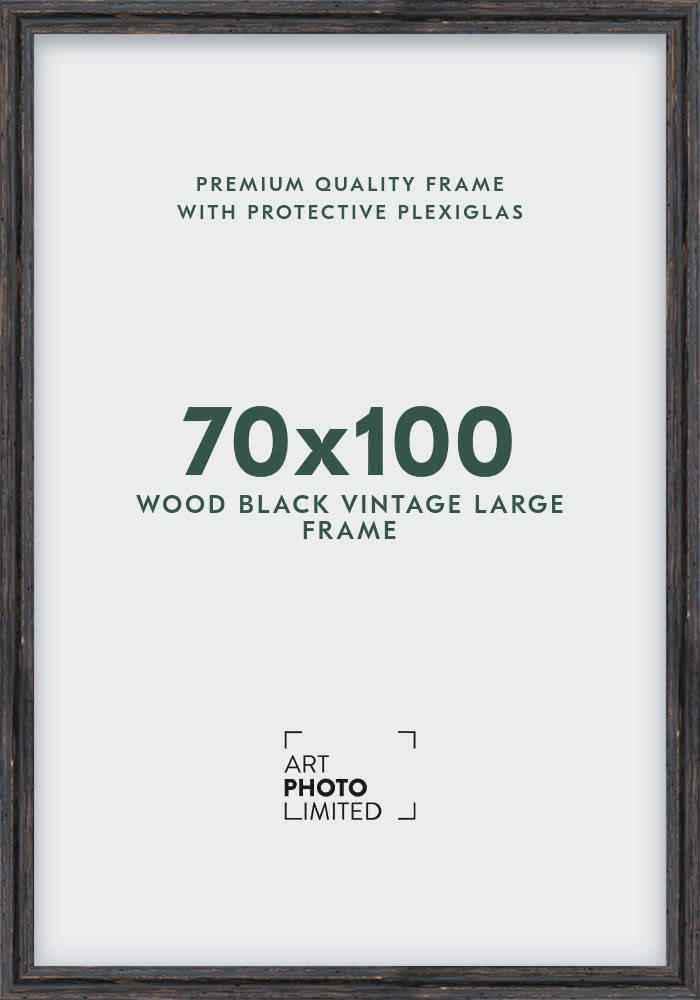 PREMIUM QUALITY FRAME
WITH PROTECTIVE PLEXIGLAS
70x100
WOOD BLACK VINTAGE LARGE
FRAME
ART
PHOTO
LIMITED